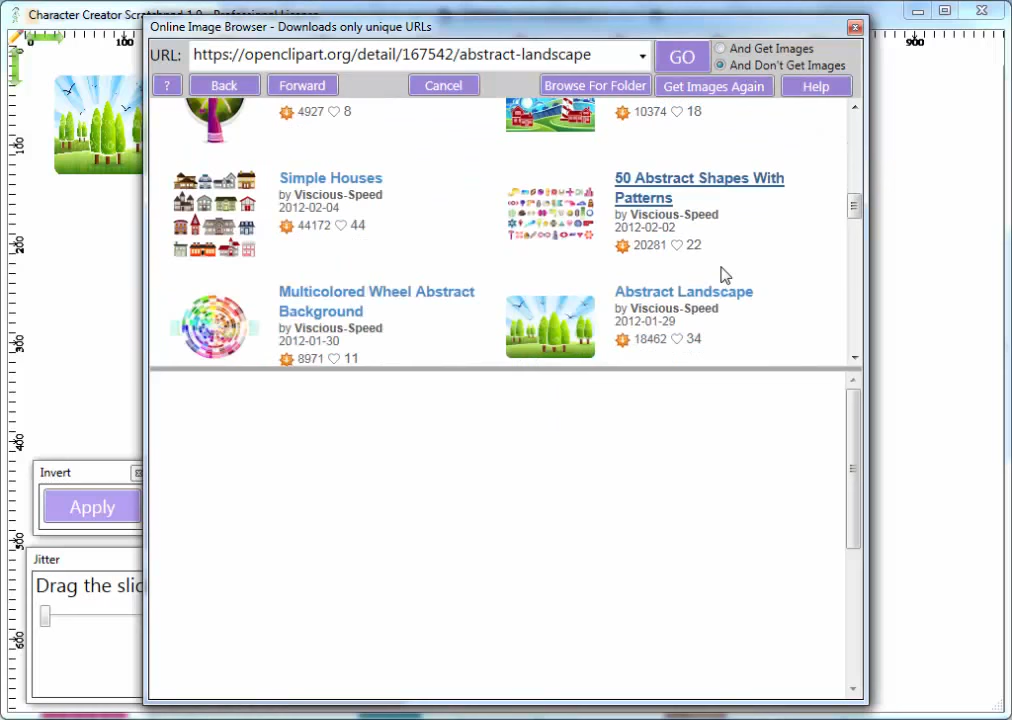 Character Creator Scratchpad 1.0 - Professional License
Online Image Browser - Downloads only unique URLs
0 100 900
URL: https://openclipart.org/detail/167542/abstract-landscape GO
And Get Images
And Don't Get Images
? Back Forward Cancel Browse For Folder Get Images Again Help
4927 8
10374 18
Simple Houses
by Viscious-Speed
2012-02-04
44172 44
50 Abstract Shapes With
Patterns
by Viscious-Speed
2012-02-02
20281 22
Multicolored Wheel Abstract
Background
by Viscious-Speed
2012-01-30
8971 11
Abstract Landscape
by Viscious-Speed
2012-01-29
18462 34
0
100
200
300
400
500
600
Invert
Apply
Jitter
Drag the slid